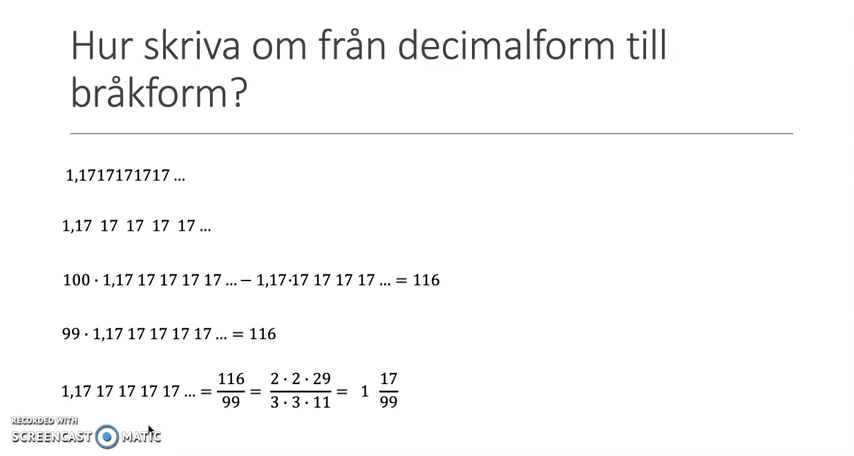 Hur skriva om från decimalform till
bråkform?
1,1717171717 ...
1,17 17 17 17 17 ...
100 · 1,17 17 17 17 17 ... − 1,17·17 17 17 17 ... = 116
99 · 1,17 17 17 17 17 ... = 116
1,17 17 17 17 17 ... = 116/99 = 2 · 2 · 29/3 · 3 · 11 = 1 17/99
RECORDED WITH
SCREENCAST MATIC